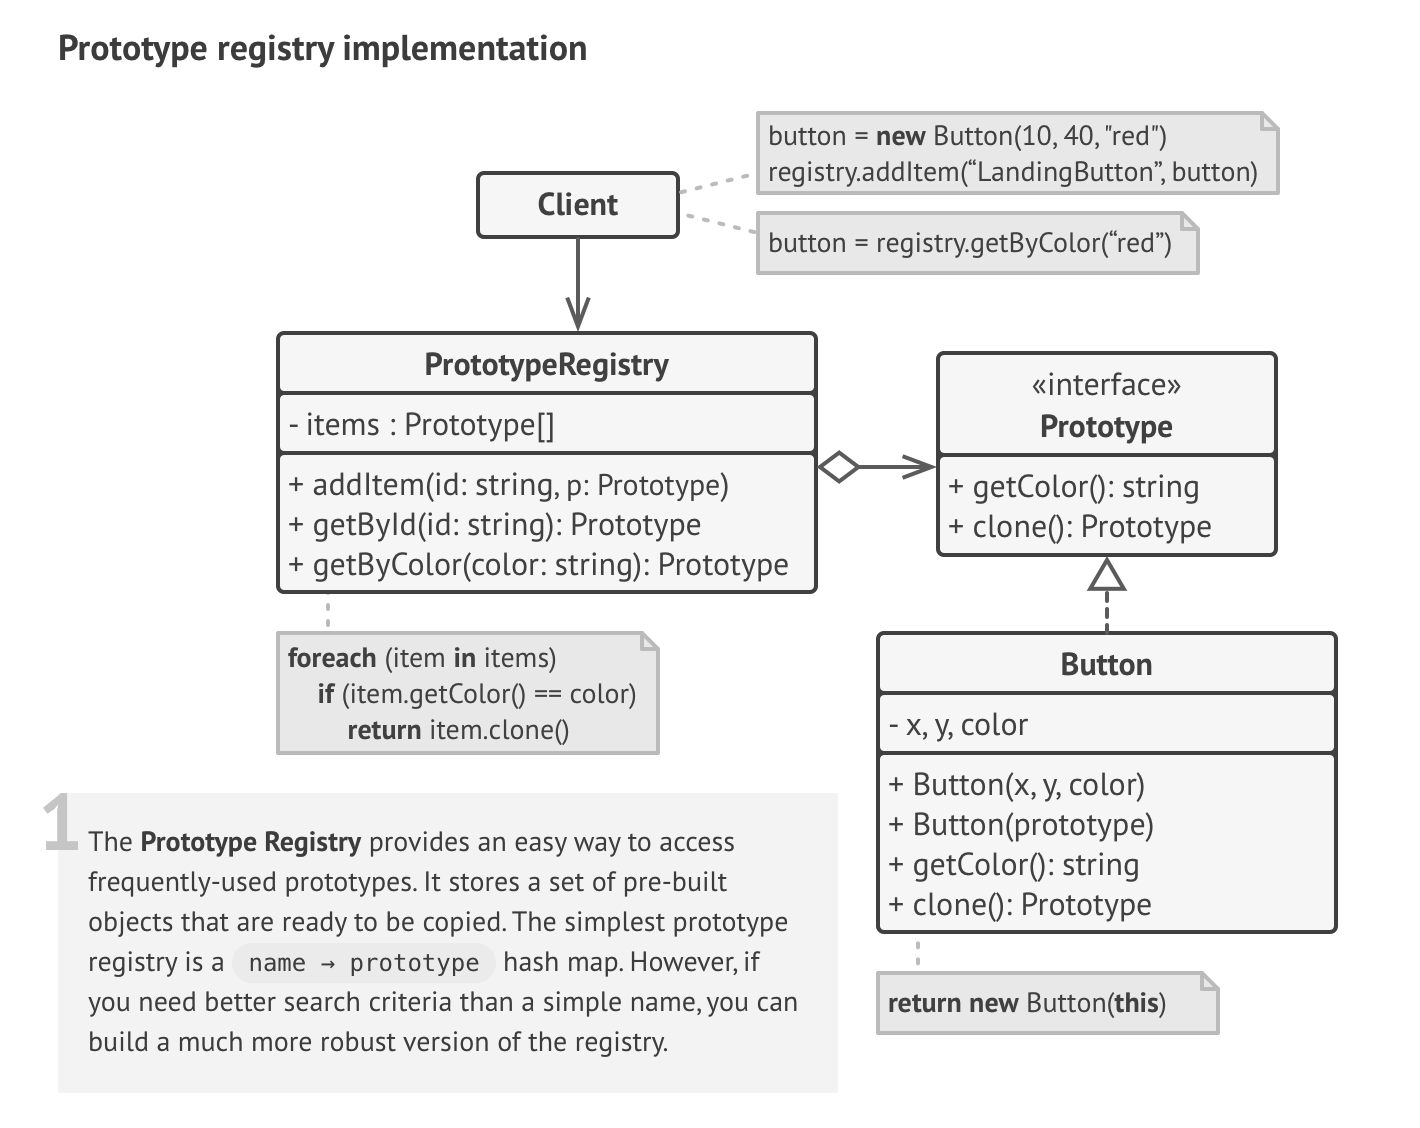 Prototype registry implementation
button = new Button(10, 40, "red")
registry.addItem(“LandingButton”, button)
Client
button = registry.getByColor(“red”)
PrototypeRegistry
- items : Prototype[]
+ addItem(id: string, p: Prototype)
+ getById(id: string): Prototype
+ getByColor(color: string): Prototype
«interface»
Prototype
+ getColor(): string
+ clone(): Prototype
foreach (item in items)
if (item.getColor() == color)
return item.clone()
Button
- x, y, color
+ Button(x, y, color)
+ Button(prototype)
+ getColor(): string
+ clone(): Prototype
return new Button(this)
1
The Prototype Registry provides an easy way to access
frequently-used prototypes. It stores a set of pre-built
objects that are ready to be copied. The simplest prototype
registry is a name → prototype hash map. However, if
you need better search criteria than a simple name, you can
build a much more robust version of the registry.